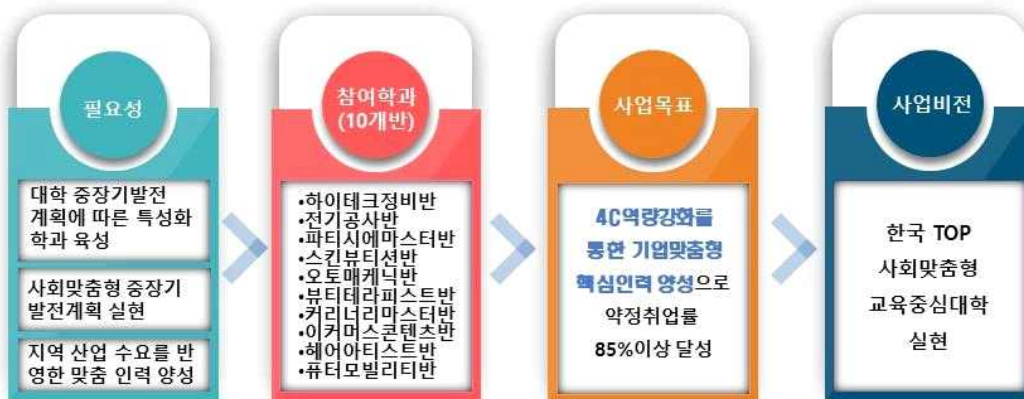 필요성
대학 중장기발전
계획에 따른 특성화
학과 육성
사회맞춤형 중장기
발전계획 실현
지역 산업 수요를 반
영한 맞춤 인력 양성
참여학과
(10개반)
•하이테크정비반
•전기공사반
•파티시에마스터반
•스킨뷰티션반
•오토매케닉반
•뷰티테라피스트반
•커리너리마스터반
•이커머스콘텐츠반
•헤어아티스트반
•퓨터모빌리티반
사업목표
4C역량강화를
통한 기업맞춤형
핵심인력 양성으로
약정취업률
85%이상 달성
사업비전
한국 TOP
사회맞춤형
교육중심대학
실현